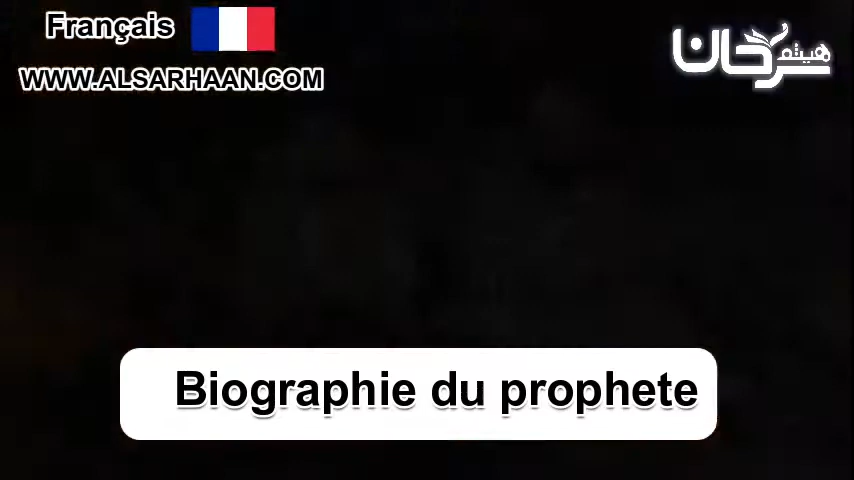 Français
WWW.ALSARHAAN.COM
هيثم
سرحان
Biographie du prophete